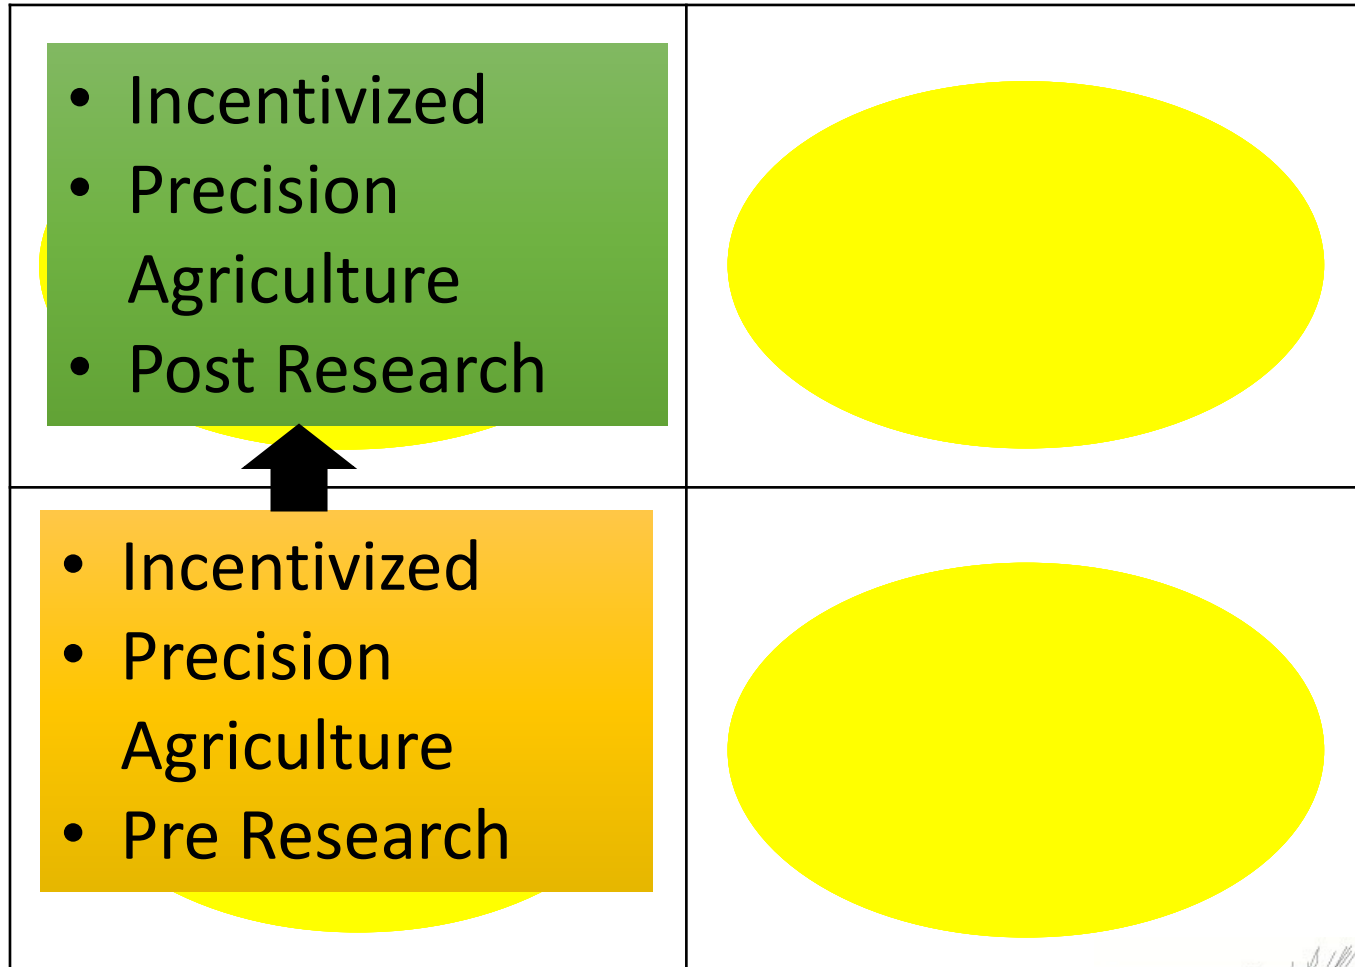 • Incentivized
• Precision
Agriculture
• Post Research
• Incentivized
• Precision
Agriculture
• Pre Research